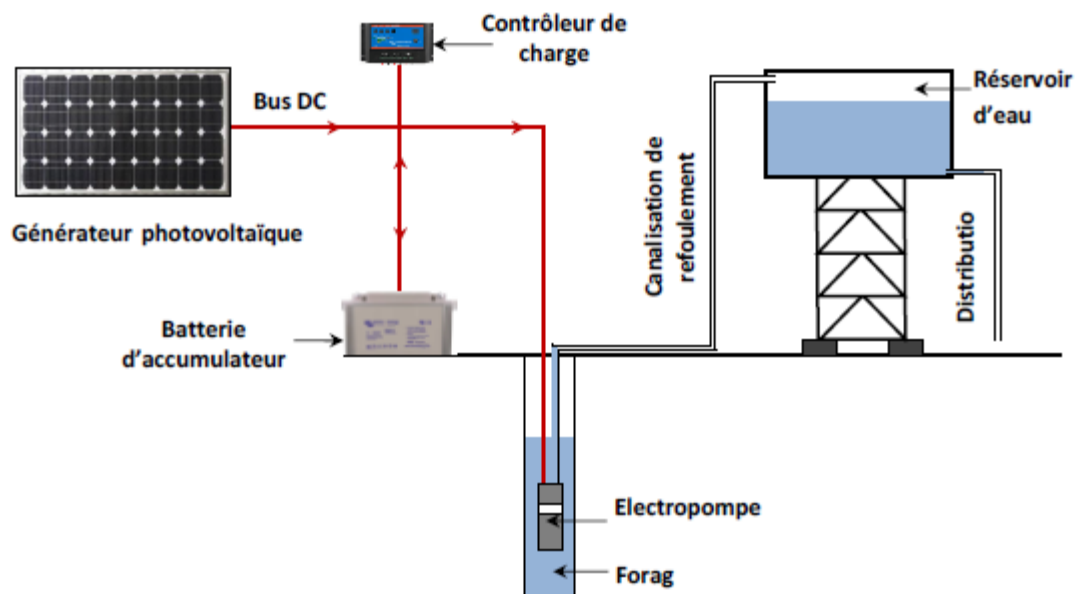 Contrôleur de
charge
Bus DC
Générateur photovoltaïque
Batterie
d'accumulateur
Canalisation de
refoulement
Réservoir
d'eau
Distributio
Electropompe
Forag